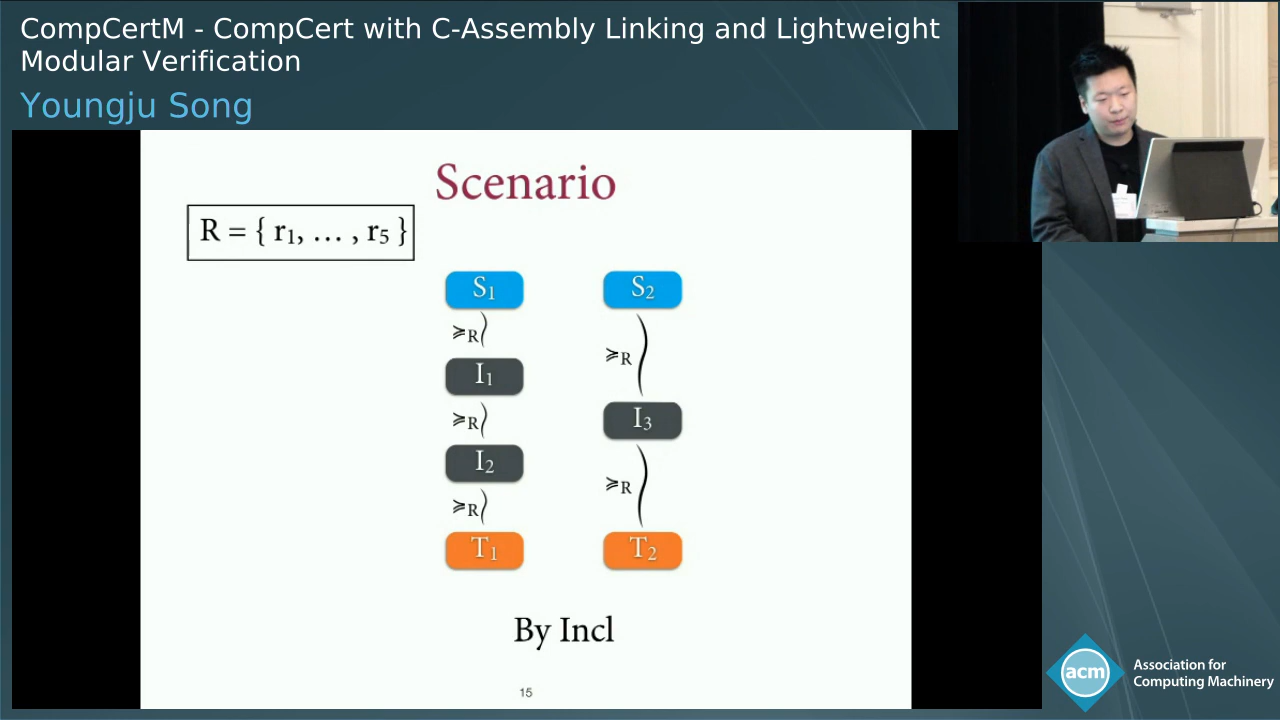 CompCertM - CompCert with C-Assembly Linking and Lightweight
Modular Verification
Youngju Song
Scenario
R = { r₁, … , r₅ }
S₁ S₂
≽R
≽R
I₁
≽R
I₃
I₂
≽R
≽R
T₁ T₂
By Incl
15
acm
Association for
Computing Machinery